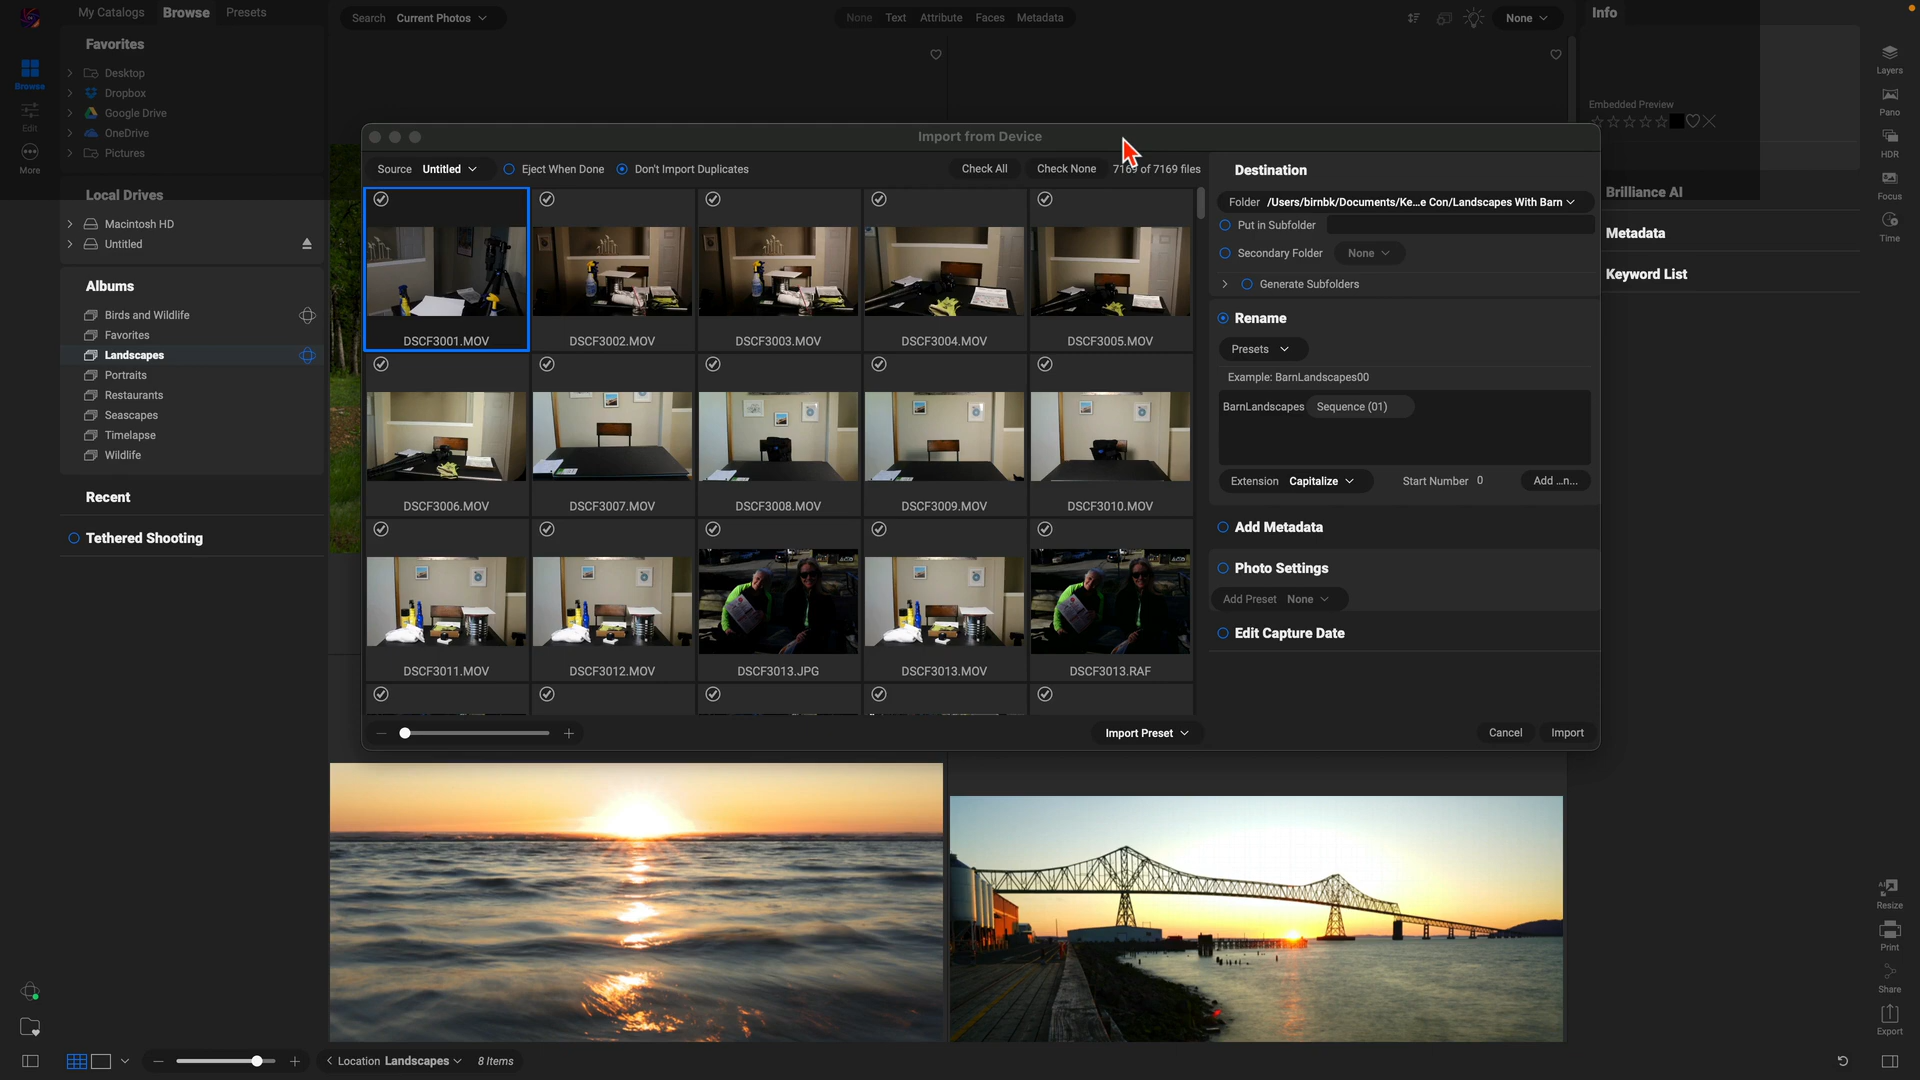 My Catalogs Browse Presets
Search Current Photos
None Text Attribute Faces Metadata
None
Info
Favorites
Desktop
Dropbox
Google Drive
OneDrive
Pictures
Browse
Edit
More
Local Drives
Macintosh HD
Untitled
Albums
Birds and Wildlife
Favorites
Landscapes
Portraits
Restaurants
Seascapes
Timelapse
Wildlife
Recent
Tethered Shooting
Import from Device
Source Untitled Eject When Done Don't Import Duplicates Check All Check None 7169 of 7169 files
DSCF3001.MOV DSCF3002.MOV DSCF3003.MOV DSCF3004.MOV DSCF3005.MOV
DSCF3006.MOV DSCF3007.MOV DSCF3008.MOV DSCF3009.MOV DSCF3010.MOV
DSCF3011.MOV DSCF3012.MOV DSCF3013.JPG DSCF3013.MOV DSCF3013.RAF
Import Preset
Destination
Folder /Users/birnbk/Documents/Ke...e Con/Landscapes With Barn
Put in Subfolder
Secondary Folder None
Generate Subfolders
Rename
Presets
Example: BarnLandscapes00
BarnLandscapes Sequence (01)
Extension Capitalize Start Number 0 Add ...n...
Add Metadata
Photo Settings
Add Preset None
Edit Capture Date
Cancel Import
Embedded Preview
Brilliance AI
Metadata
Keyword List
Layers
Pano
HDR
Focus
Time
AI
Resize
Print
Share
Export
Location Landscapes 8 Items